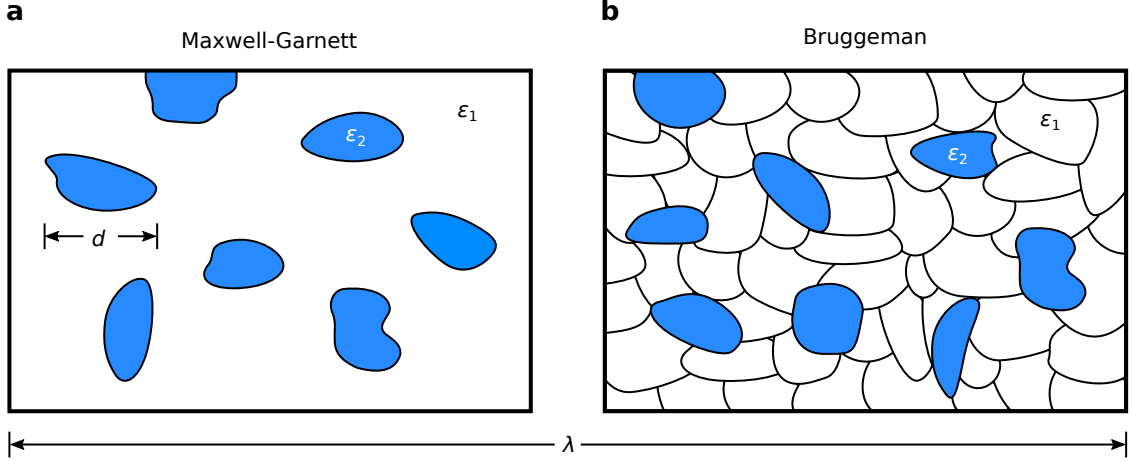 a
Maxwell-Garnett
ε1
ε2
d
b
Bruggeman
ε1
ε2
λ